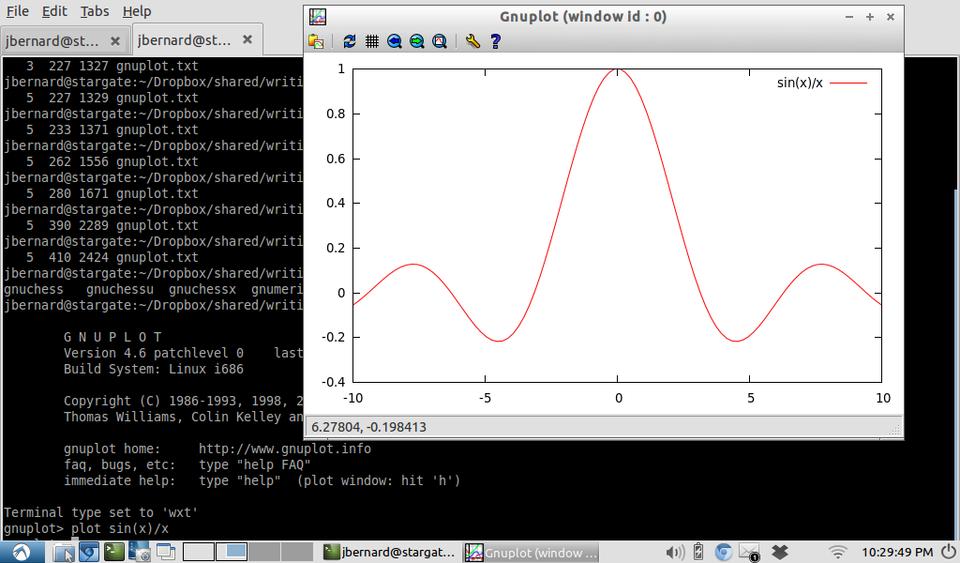 File Edit Tabs Help
jbernard@st...
jbernard@st...
3 227 1327 gnuplot.txt
jbernard@stargate:~/Dropbox/shared/writi
5 227 1329 gnuplot.txt
jbernard@stargate:~/Dropbox/shared/writi
5 233 1371 gnuplot.txt
jbernard@stargate:~/Dropbox/shared/writi
5 262 1556 gnuplot.txt
jbernard@stargate:~/Dropbox/shared/writi
5 280 1671 gnuplot.txt
jbernard@stargate:~/Dropbox/shared/writi
5 390 2289 gnuplot.txt
jbernard@stargate:~/Dropbox/shared/writi
5 410 2424 gnuplot.txt
jbernard@stargate:~/Dropbox/shared/writi
gnuchess gnuchessu gnuchessx gnumeri
jbernard@stargate:~/Dropbox/shared/writi
G N U P L O T
Version 4.6 patchlevel 0 last
Build System: Linux i686
Copyright (C) 1986-1993, 1998, 2
Thomas Williams, Colin Kelley an
gnuplot home: http://www.gnuplot.info
faq, bugs, etc: type "help FAQ"
immediate help: type "help" (plot window: hit 'h')
Terminal type set to 'wxt'
gnuplot> plot sin(x)/x
Gnuplot (window id : 0)
sin(x)/x
1
0.8
0.6
0.4
0.2
0
-0.2
-0.4
-10 -5 0 5 10
6.27804, -0.198413
jbernard@stargat...
Gnuplot (window ...
1
10:29:49 PM